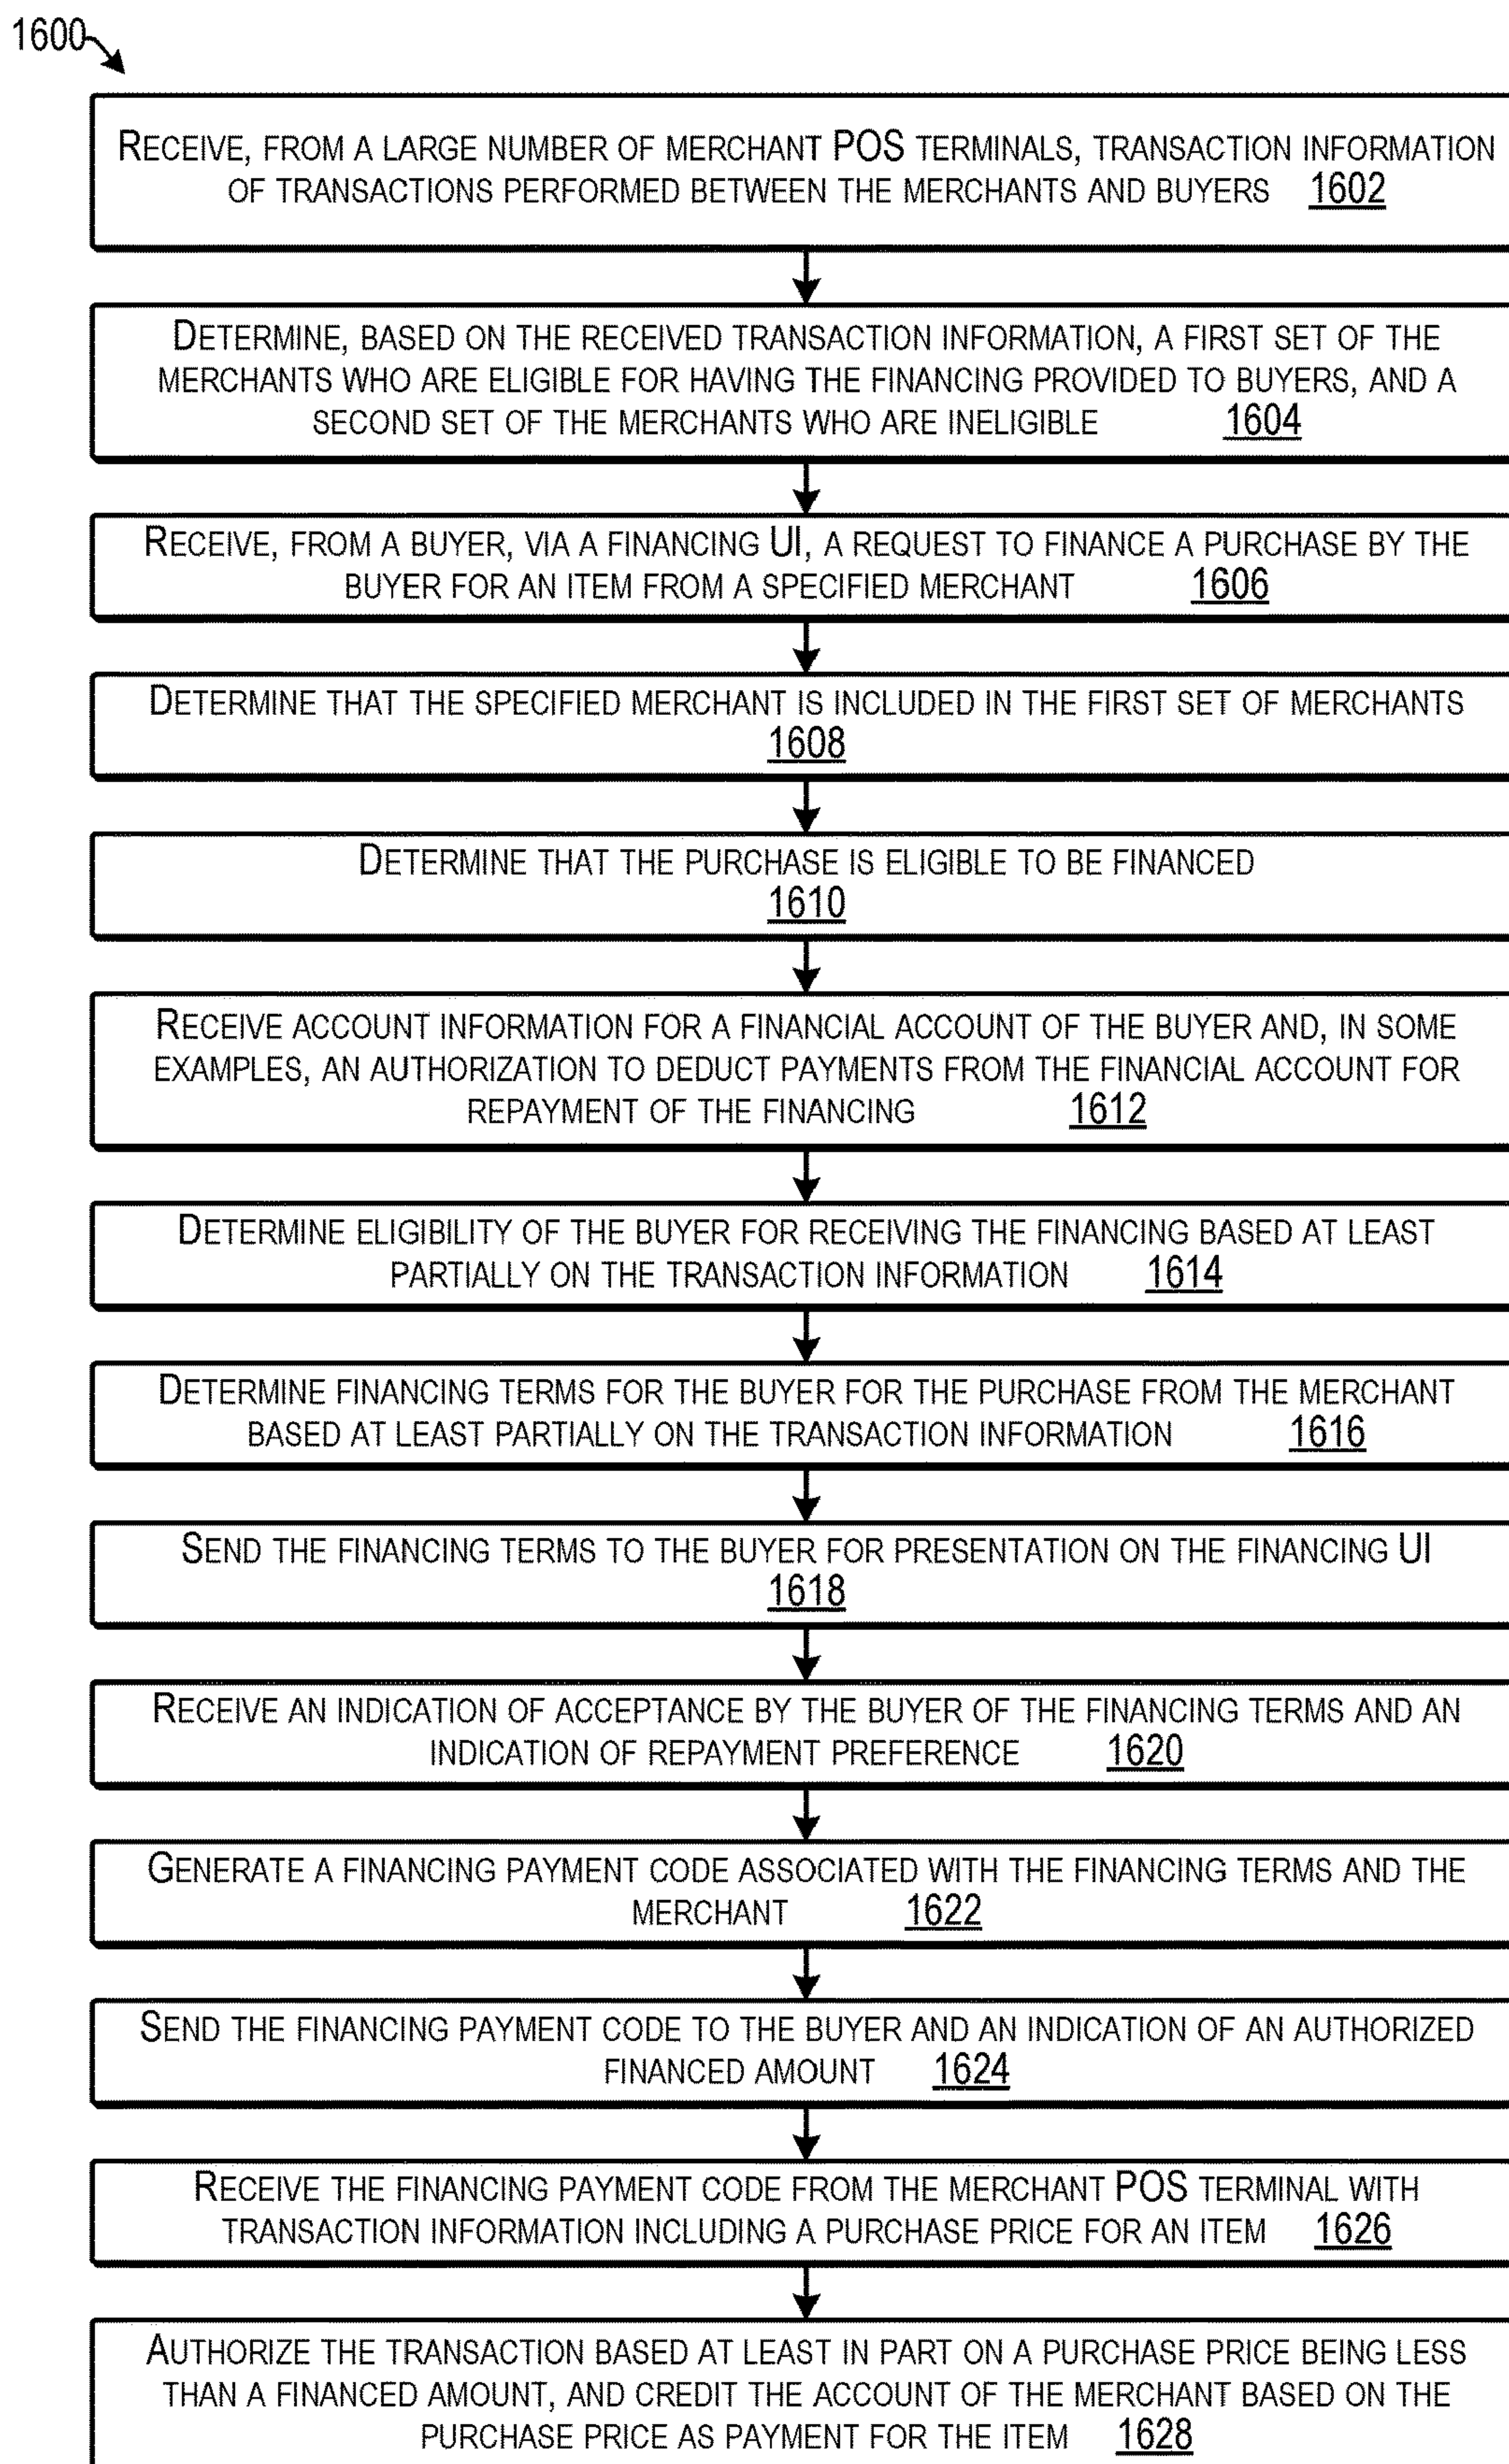 1600
RECEIVE, FROM A LARGE NUMBER OF MERCHANT POS TERMINALS, TRANSACTION INFORMATION
OF TRANSACTIONS PERFORMED BETWEEN THE MERCHANTS AND BUYERS 1602
DETERMINE, BASED ON THE RECEIVED TRANSACTION INFORMATION, A FIRST SET OF THE
MERCHANTS WHO ARE ELIGIBLE FOR HAVING THE FINANCING PROVIDED TO BUYERS, AND A
SECOND SET OF THE MERCHANTS WHO ARE INELIGIBLE 1604
RECEIVE, FROM A BUYER, VIA A FINANCING UI, A REQUEST TO FINANCE A PURCHASE BY THE
BUYER FOR AN ITEM FROM A SPECIFIED MERCHANT 1606
DETERMINE THAT THE SPECIFIED MERCHANT IS INCLUDED IN THE FIRST SET OF MERCHANTS
1608
DETERMINE THAT THE PURCHASE IS ELIGIBLE TO BE FINANCED
1610
RECEIVE ACCOUNT INFORMATION FOR A FINANCIAL ACCOUNT OF THE BUYER AND, IN SOME
EXAMPLES, AN AUTHORIZATION TO DEDUCT PAYMENTS FROM THE FINANCIAL ACCOUNT FOR
REPAYMENT OF THE FINANCING 1612
DETERMINE ELIGIBILITY OF THE BUYER FOR RECEIVING THE FINANCING BASED AT LEAST
PARTIALLY ON THE TRANSACTION INFORMATION 1614
DETERMINE FINANCING TERMS FOR THE BUYER FOR THE PURCHASE FROM THE MERCHANT
BASED AT LEAST PARTIALLY ON THE TRANSACTION INFORMATION 1616
SEND THE FINANCING TERMS TO THE BUYER FOR PRESENTATION ON THE FINANCING UI
1618
RECEIVE AN INDICATION OF ACCEPTANCE BY THE BUYER OF THE FINANCING TERMS AND AN
INDICATION OF REPAYMENT PREFERENCE 1620
GENERATE A FINANCING PAYMENT CODE ASSOCIATED WITH THE FINANCING TERMS AND THE
MERCHANT 1622
SEND THE FINANCING PAYMENT CODE TO THE BUYER AND AN INDICATION OF AN AUTHORIZED
FINANCED AMOUNT 1624
RECEIVE THE FINANCING PAYMENT CODE FROM THE MERCHANT POS TERMINAL WITH
TRANSACTION INFORMATION INCLUDING A PURCHASE PRICE FOR AN ITEM 1626
AUTHORIZE THE TRANSACTION BASED AT LEAST IN PART ON A PURCHASE PRICE BEING LESS
THAN A FINANCED AMOUNT, AND CREDIT THE ACCOUNT OF THE MERCHANT BASED ON THE
PURCHASE PRICE AS PAYMENT FOR THE ITEM 1628